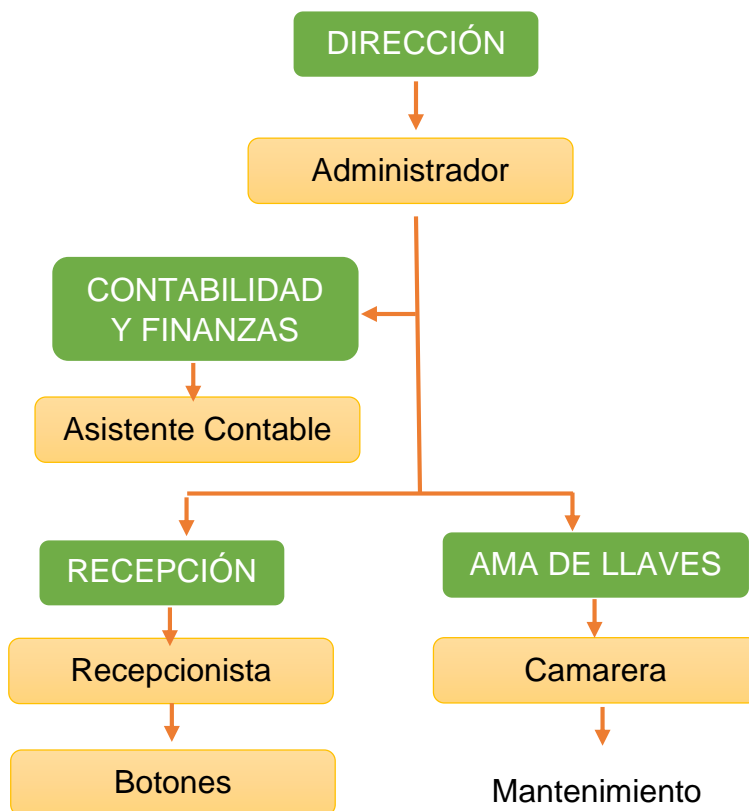 DIRECCIÓN
Administrador
CONTABILIDAD
Y FINANZAS
Asistente Contable
RECEPCIÓN
AMA DE LLAVES
Recepcionista
Camarera
Botones
Mantenimiento